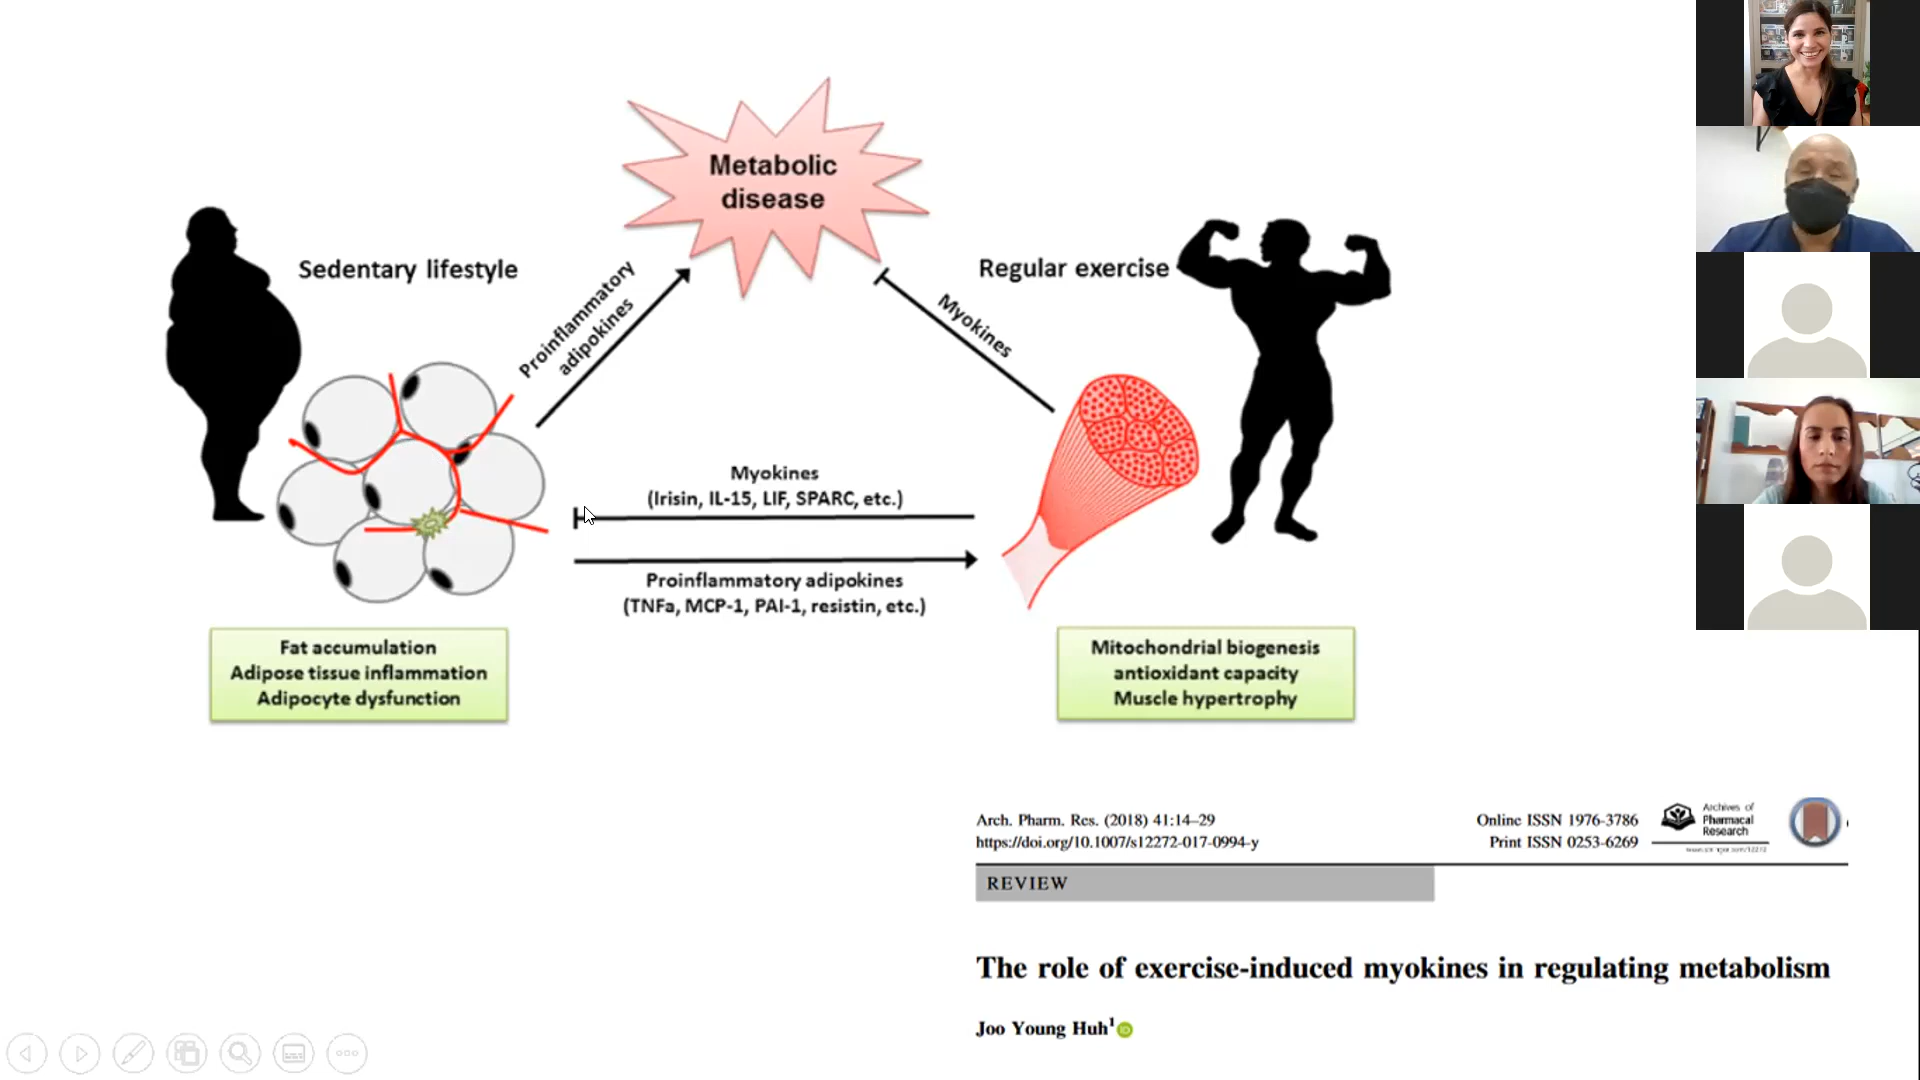 Metabolic
disease
Sedentary lifestyle
Regular exercise
Proinflammatory
adipokines
Myokines
Myokines
(Irisin, IL-15, LIF, SPARC, etc.)
Proinflammatory adipokines
(TNFa, MCP-1, PAI-1, resistin, etc.)
Fat accumulation
Adipose tissue inflammation
Adipocyte dysfunction
Mitochondrial biogenesis
antioxidant capacity
Muscle hypertrophy
Arch. Pharm. Res. (2018) 41:14–29
https://doi.org/10.1007/s12272-017-0994-y
Online ISSN 1976-3786
Print ISSN 0253-6269
Archives of
Pharmacal
Research
REVIEW
The role of exercise-induced myokines in regulating metabolism
Joo Young Huh¹